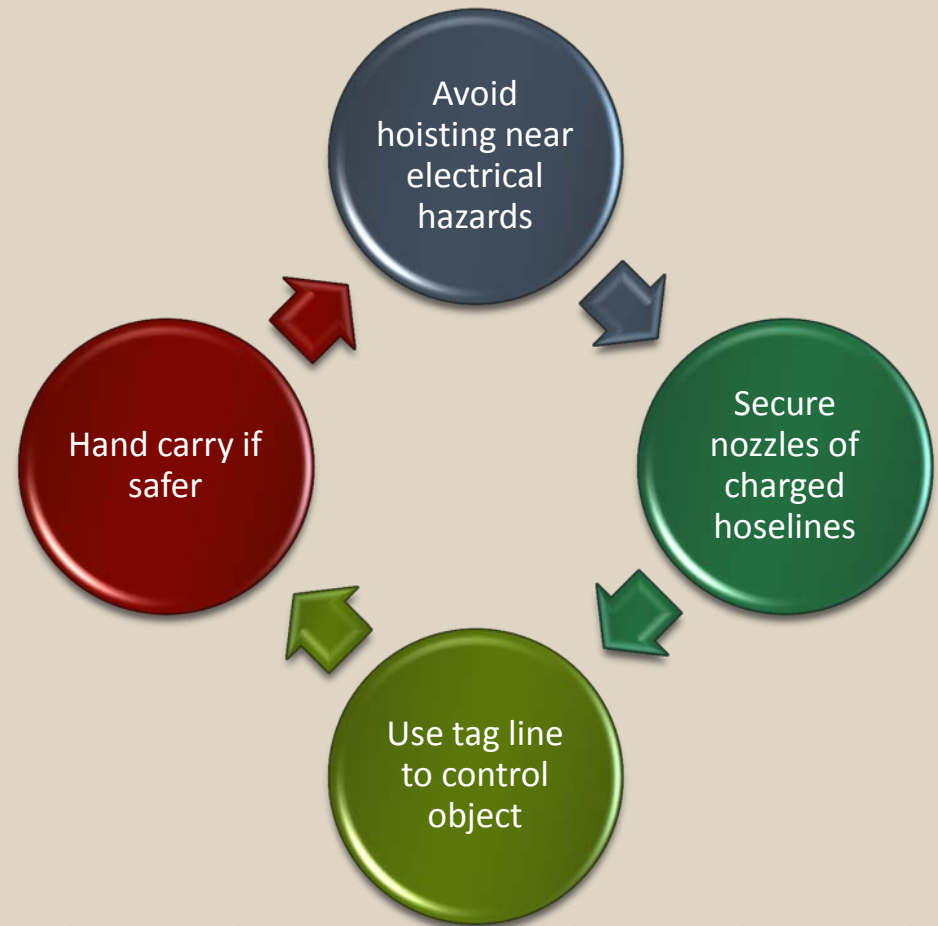 Avoid
hoisting near
electrical
hazards
Secure
nozzles of
charged
hoselines
Use tag line
to control
object
Hand carry if
safer